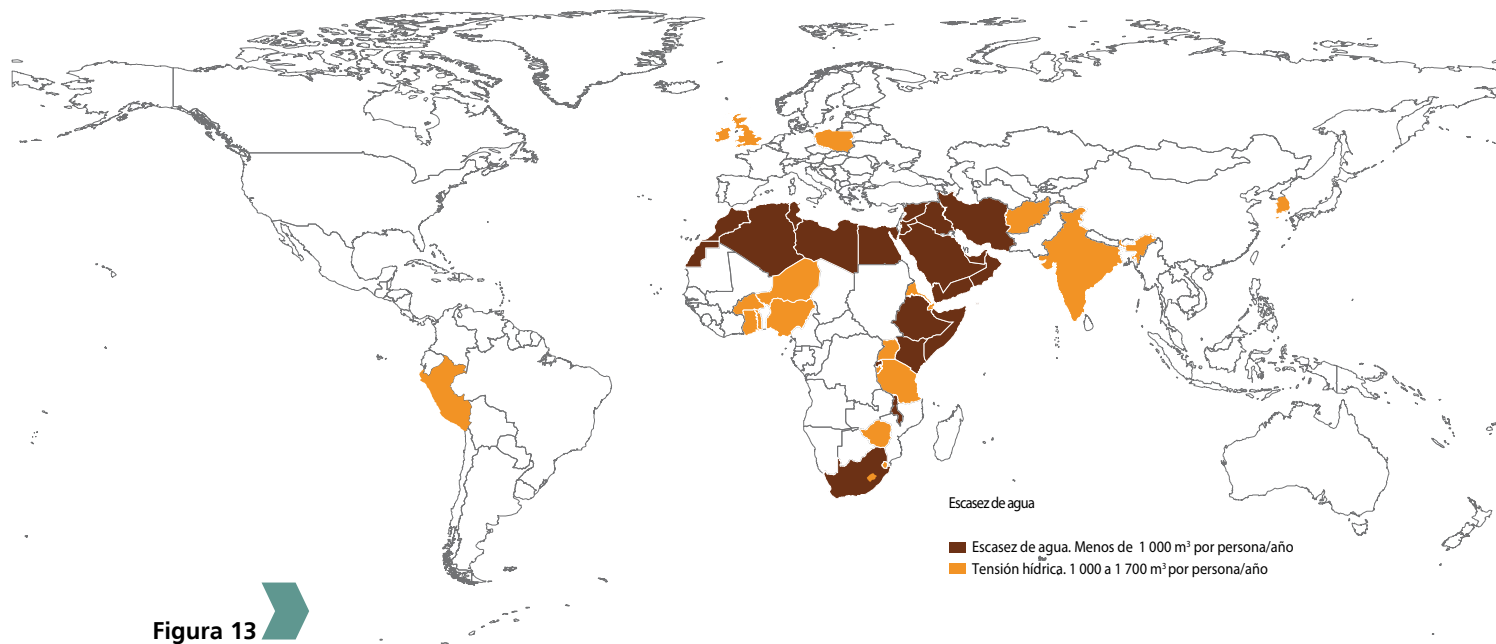 Escasez de agua
Escasez de agua. Menos de 1 000 m³ por persona/año
Tensión hídrica. 1 000 a 1 700 m³ por persona/año
Figura 13